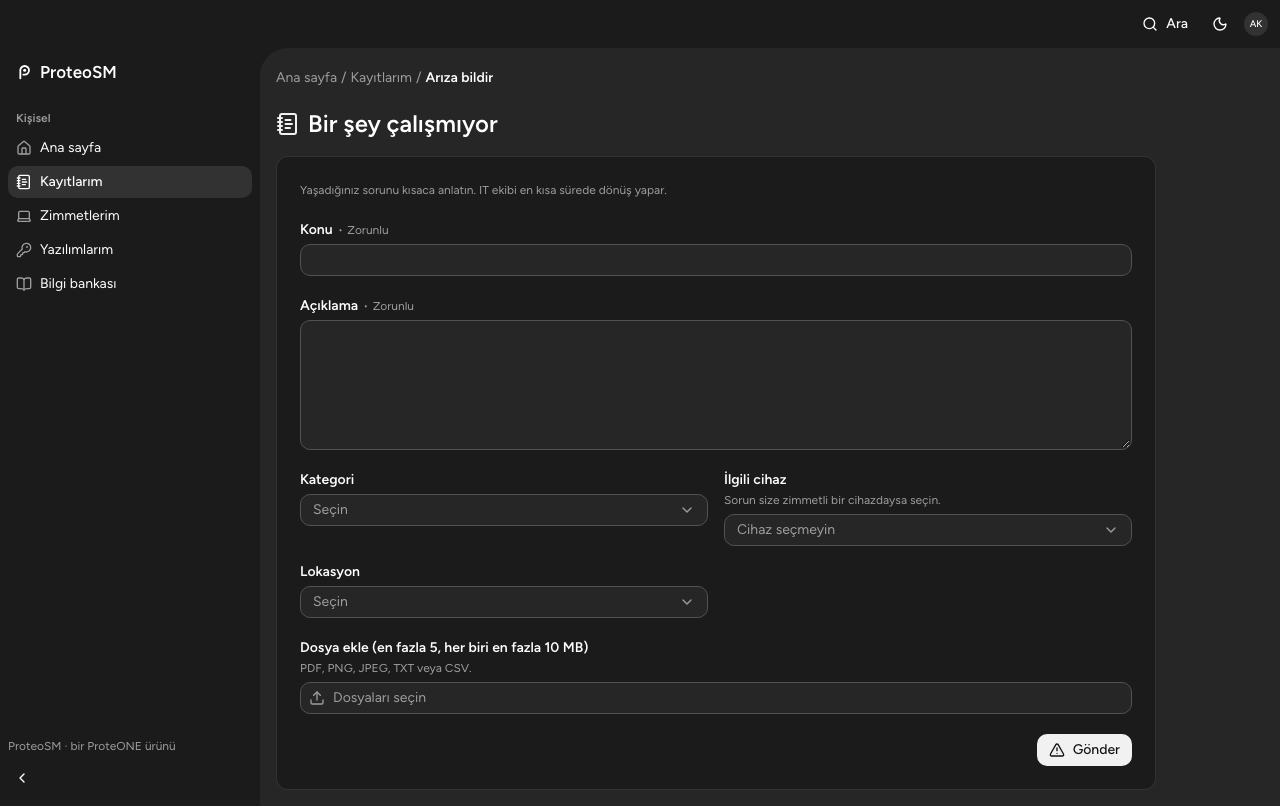 Ara
AK
ProteoSM
Kişisel
Ana sayfa
Kayıtlarım
Zimmetlerim
Yazılımlarım
Bilgi bankası
ProteoSM · bir ProteONE ürünü
Ana sayfa / Kayıtlarım / Arıza bildir
Bir şey çalışmıyor
Yaşadığınız sorunu kısaca anlatın. IT ekibi en kısa sürede dönüş yapar.
Konu • Zorunlu
Açıklama • Zorunlu
Kategori
Seçin
İlgili cihaz
Sorun size zimmetli bir cihazdaysa seçin.
Cihaz seçmeyin
Lokasyon
Seçin
Dosya ekle (en fazla 5, her biri en fazla 10 MB)
PDF, PNG, JPEG, TXT veya CSV.
Dosyaları seçin
Gönder